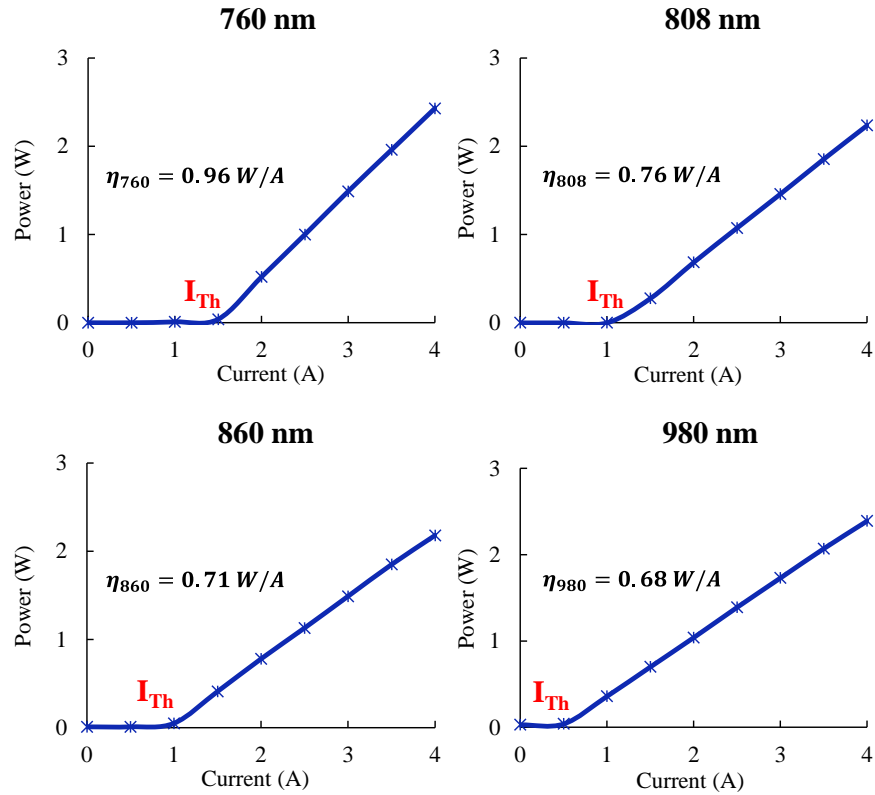 760 nm
3
2
1
0
Power (W)
η760 = 0.96 W/A
ITh
0 1 2 3 4
Current (A)
808 nm
3
2
1
0
Power (W)
η808 = 0.76 W/A
ITh
0 1 2 3 4
Current (A)
860 nm
3
2
1
0
Power (W)
η860 = 0.71 W/A
ITh
0 1 2 3 4
Current (A)
980 nm
3
2
1
0
Power (W)
η980 = 0.68 W/A
ITh
0 1 2 3 4
Current (A)